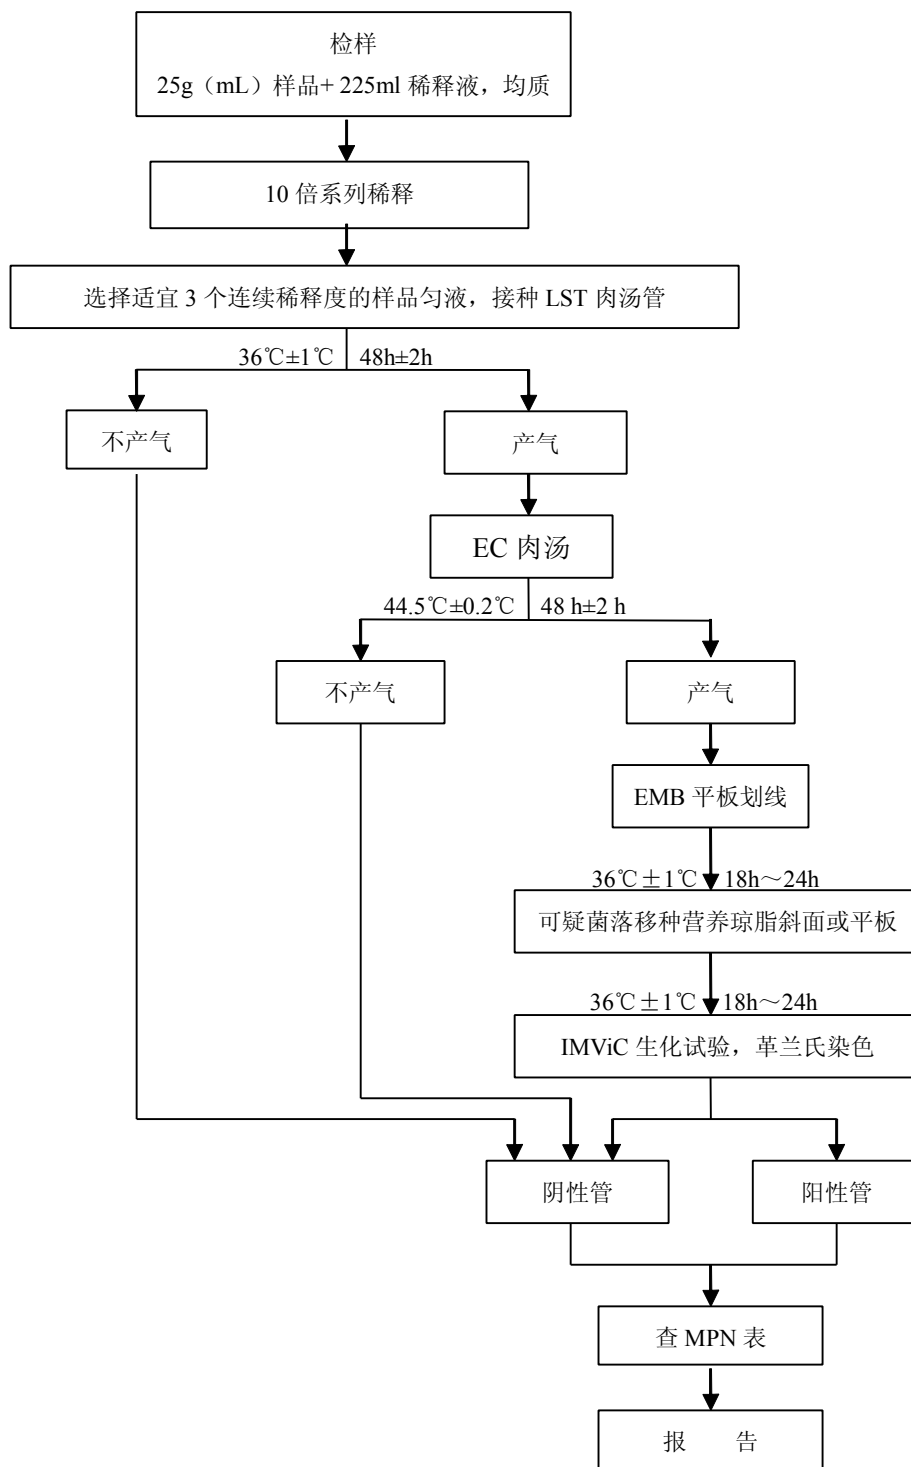 检样
25g（mL）样品+ 225ml 稀释液，均质
10 倍系列稀释
选择适宜 3 个连续稀释度的样品匀液，接种 LST 肉汤管
36℃±1℃ 48h±2h
不产气
产气
EC 肉汤
44.5℃±0.2℃ 48 h±2 h
不产气
产气
EMB 平板划线
36℃±1℃ 18h～24h
可疑菌落移种营养琼脂斜面或平板
36℃±1℃ 18h～24h
IMViC 生化试验，革兰氏染色
阴性管
阳性管
查 MPN 表
报 告